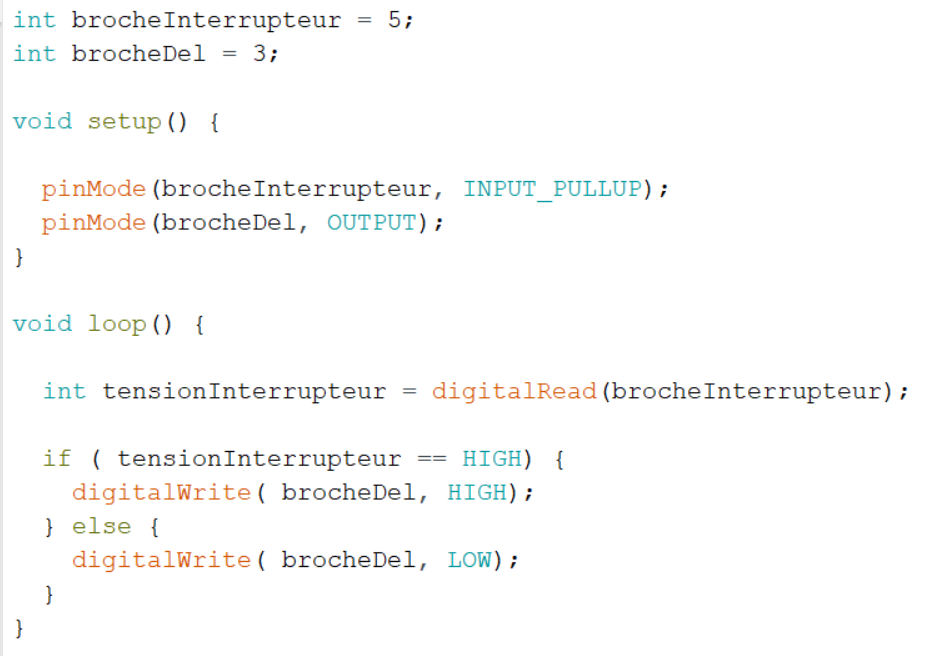 int brocheInterrupteur = 5;
int brocheDel = 3;
void setup() {
pinMode(brocheInterrupteur, INPUT_PULLUP);
pinMode(brocheDel, OUTPUT);
}
void loop() {
int tensionInterrupteur = digitalRead(brocheInterrupteur);
if ( tensionInterrupteur == HIGH) {
digitalWrite( brocheDel, HIGH);
} else {
digitalWrite( brocheDel, LOW);
}
}